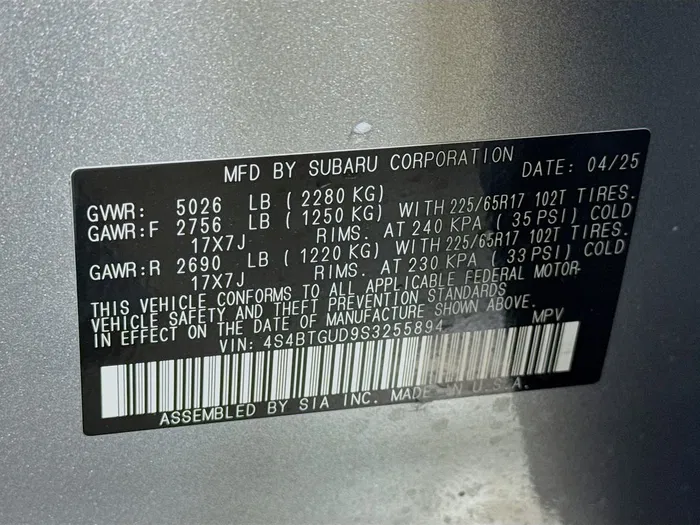 MFD BY SUBARU CORPORATION DATE: 04/25
GVWR: 5026 LB ( 2280 KG)
GAWR:F 2756 LB ( 1250 KG) WITH 225/65R17 102T TIRES.
17X7J RIMS. AT 240 KPA ( 35 PSI) COLD
GAWR:R 2690 LB ( 1220 KG) WITH 225/65R17 102T TIRES.
17X7J RIMS. AT 230 KPA ( 33 PSI) COLD
THIS VEHICLE CONFORMS TO ALL APPLICABLE FEDERAL MOTOR
VEHICLE SAFETY AND THEFT PREVENTION STANDARDS
IN EFFECT ON THE DATE OF MANUFACTURE SHOWN ABOVE.
VIN: 4S4BTGUD9S3255894 MPV
ASSEMBLED BY SIA INC. MADE IN U.S.A.